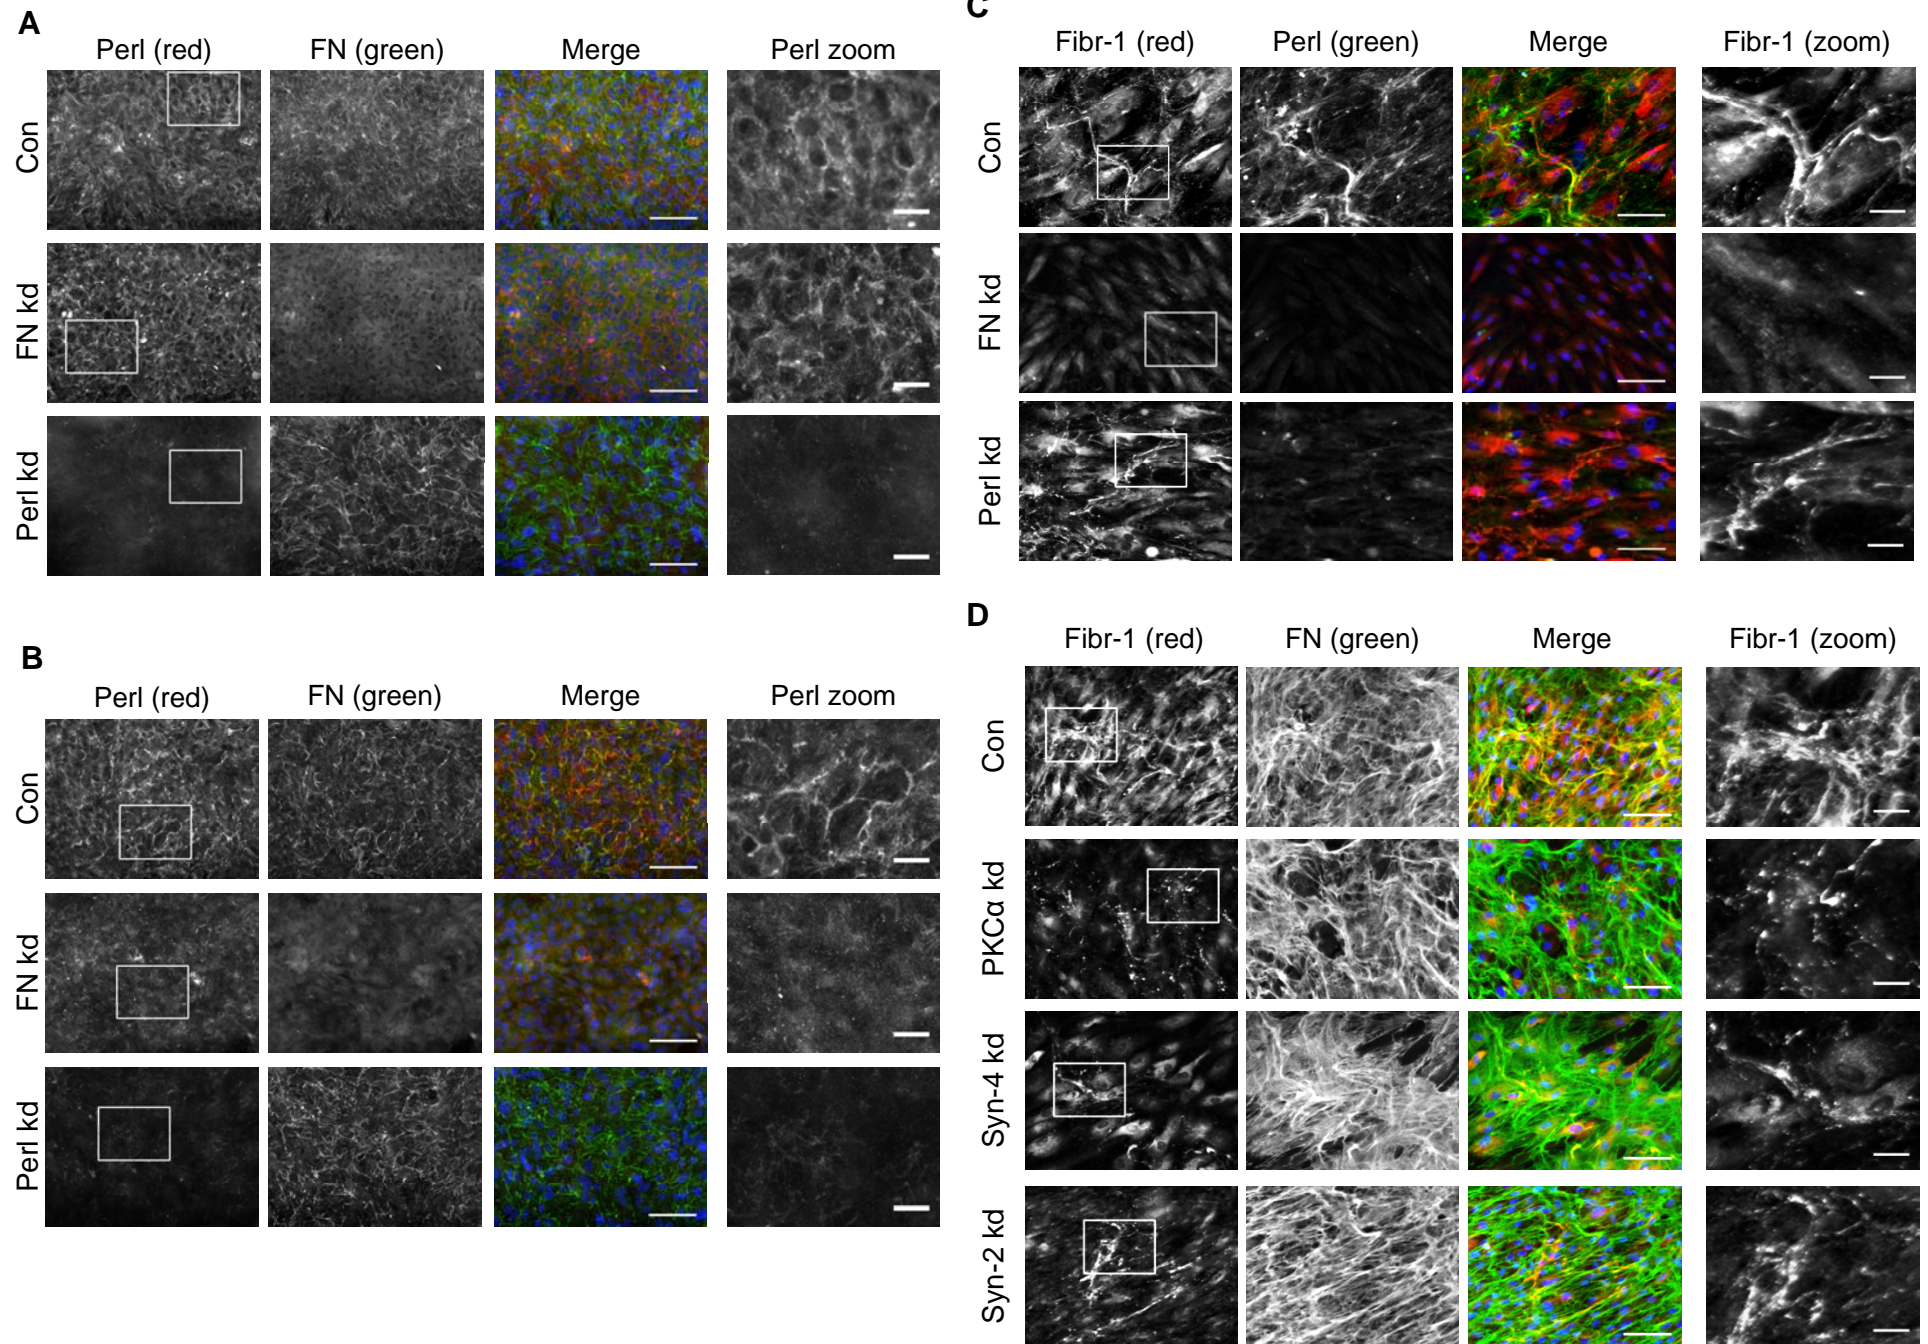 A
Perl (red) FN (green) Merge Perl zoom
Con
FN kd
Perl kd
B
Perl (red) FN (green) Merge Perl zoom
Con
FN kd
Perl kd
C
Fibr-1 (red) Perl (green) Merge Fibr-1 (zoom)
Con
FN kd
Perl kd
D
Fibr-1 (red) FN (green) Merge Fibr-1 (zoom)
Con
PKCα kd
Syn-4 kd
Syn-2 kd